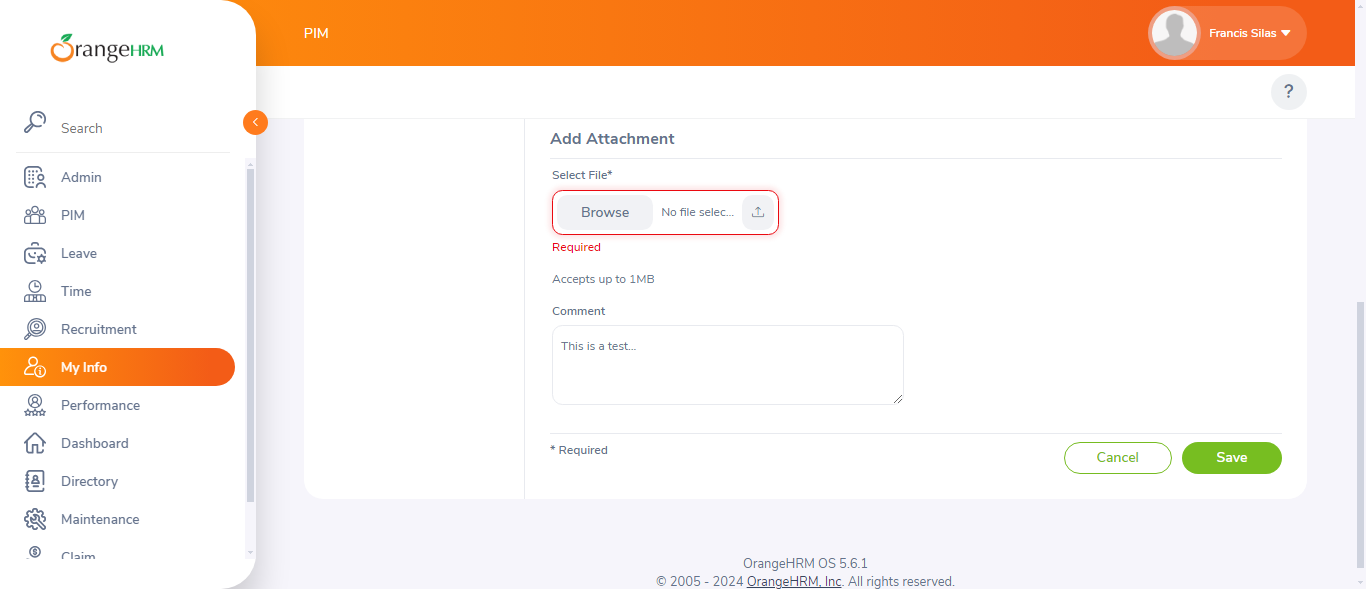 OrangeHRM
PIM
Francis Silas
?
Search
Admin
PIM
Leave
Time
Recruitment
My Info
Performance
Dashboard
Directory
Maintenance
Claim
Add Attachment
Select File*
Browse No file selec...
Required
Accepts up to 1MB
Comment
This is a test...
* Required
Cancel Save
OrangeHRM OS 5.6.1
© 2005 - 2024 OrangeHRM, Inc. All rights reserved.